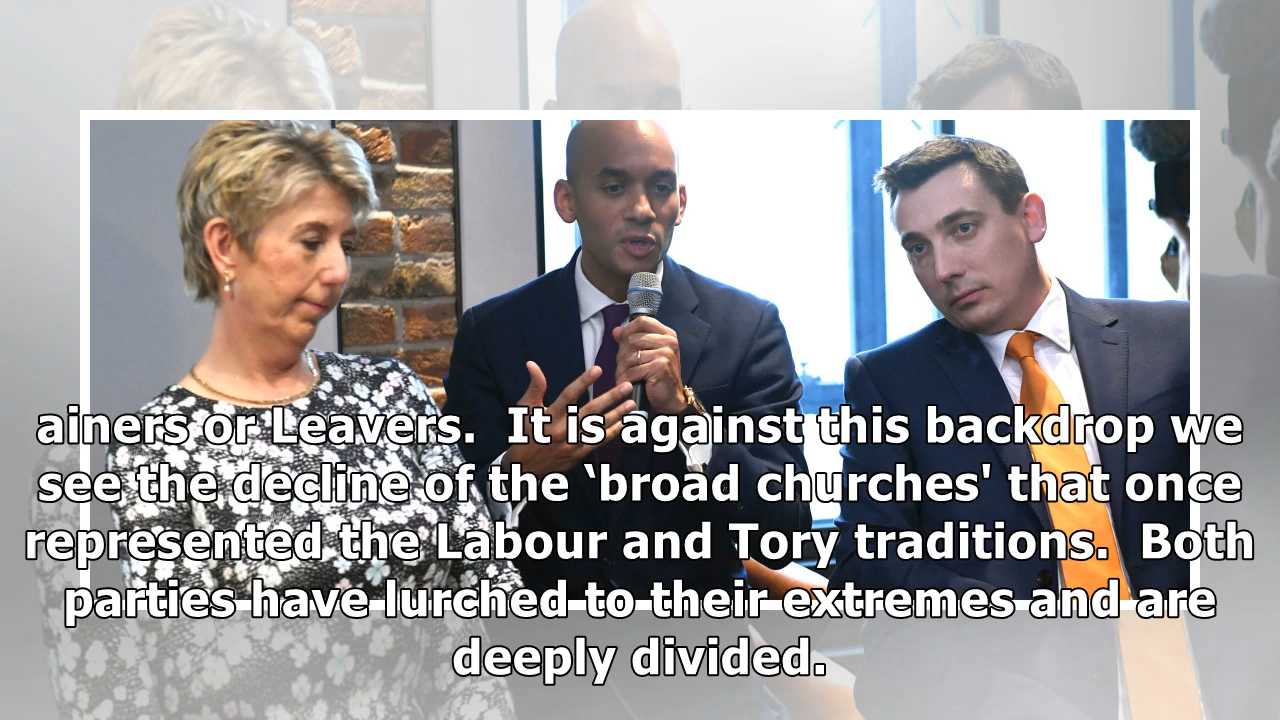 ainers or Leavers.  It is against this backdrop we
see the decline of the ‘broad churches' that once
represented the Labour and Tory traditions.  Both
parties have lurched to their extremes and are
deeply divided.